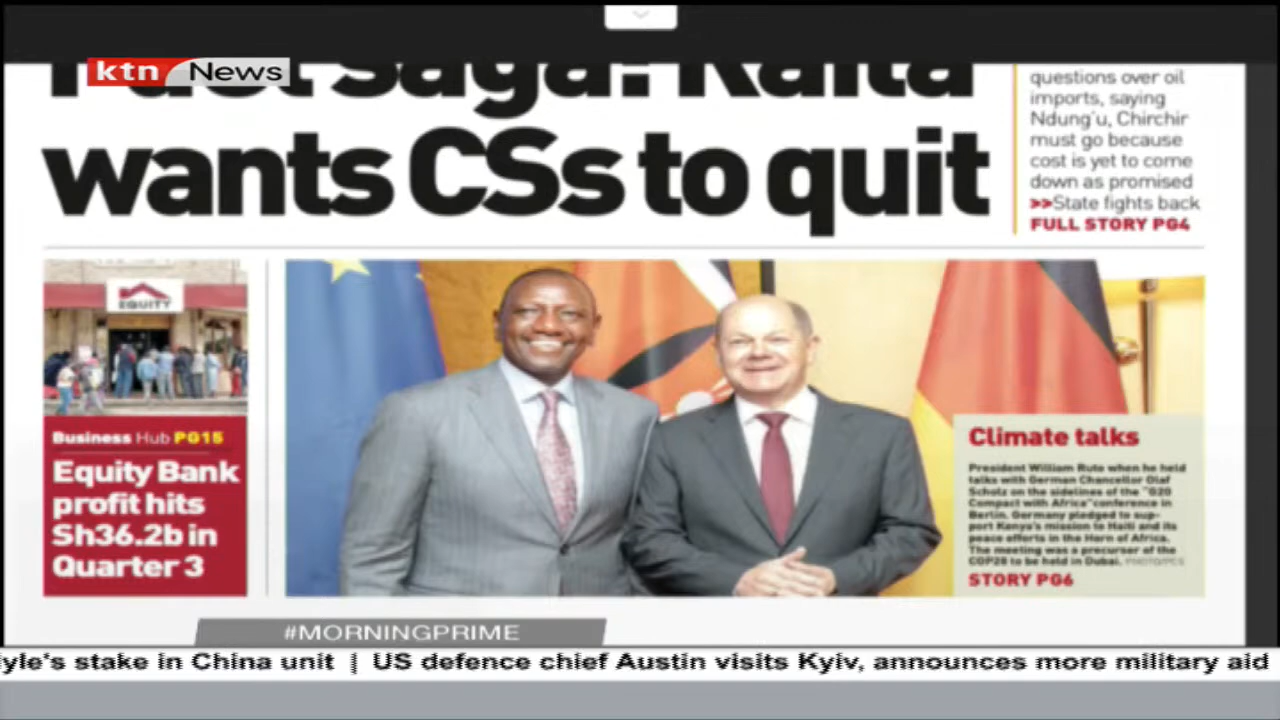 ktn News
Fuel saga: Raila
wants CSs to quit
questions over oil
imports, saying
Ndung'u, Chirchir
must go because
cost is yet to come
down as promised
>>State fights back
FULL STORY PG4
EQUITY
Business Hub PG15
Equity Bank
profit hits
Sh36.2b in
Quarter 3
Climate talks
President William Ruto when he held
talks with German Chancellor Olaf
Scholz on the sidelines of the "G20
Compact with Africa"conference in
Berlin. Germany pledged to sup-
port Kenya's mission to Haiti and its
peace efforts in the Horn of Africa.
The meeting was a precursor of the
COP28 to be held in Dubai. PHOTO/PCS
STORY PG6
#MORNINGPRIME
lyle's stake in China unit | US defence chief Austin visits Kyiv, announces more military aid